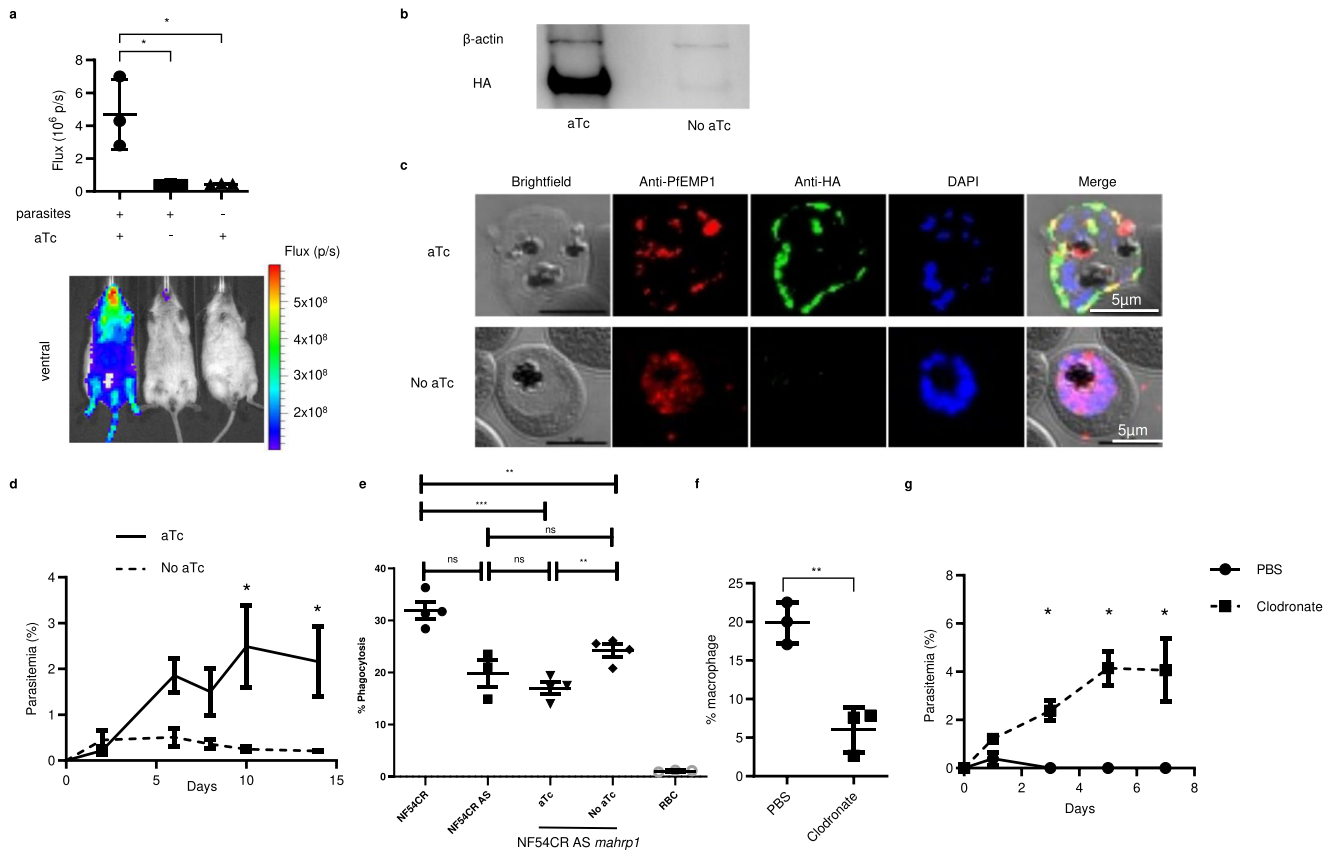 a
*
*
8
6
4
2
0
Flux (10⁶ p/s)
parasites + + -
aTc + - +
Flux (p/s)
5x10⁸
4x10⁸
3x10⁸
2x10⁸
ventral
b
β-actin
HA
aTc No aTc
c
Brightfield Anti-PfEMP1 Anti-HA DAPI Merge
aTc
5μm
No aTc
5μm
d
aTc
No aTc
4
3
2
1
0
Parasitemia (%)
* *
0 5 10 15
Days
e
**
***
ns
ns ns **
40
30
20
10
0
% Phagocytosis
NF54CR
NF54CR AS
aTc
No aTc
RBC
NF54CR AS mahrp1
f
**
25
20
15
10
5
0
% macrophage
PBS
Clodronate
g
PBS
Clodronate
8
6
4
2
0
Parasitemia (%)
* * *
0 2 4 6 8
Days